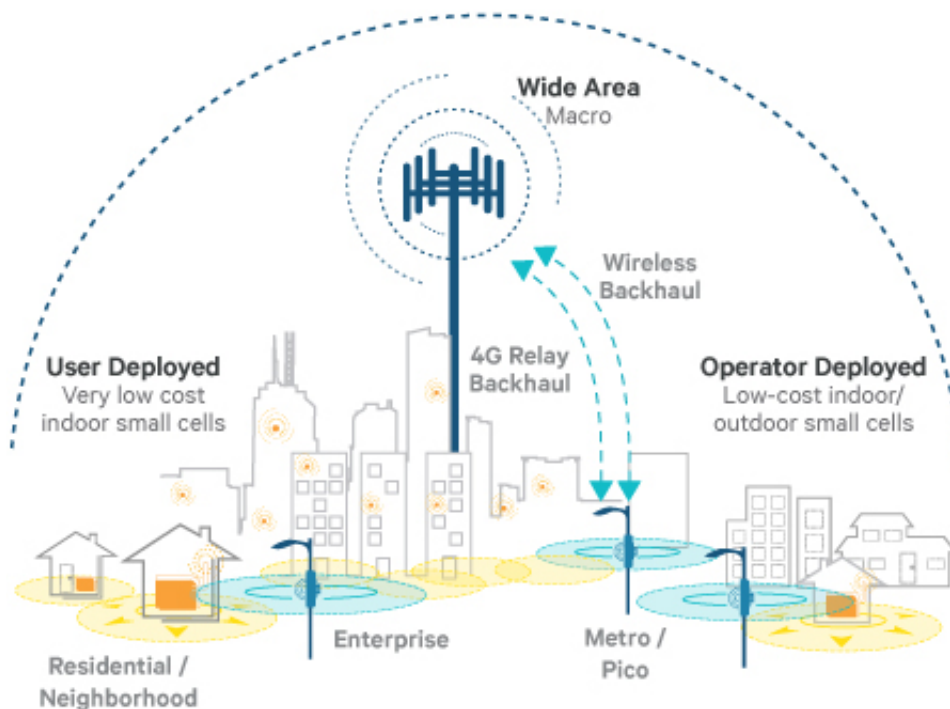 Wide Area
Macro
Wireless
Backhaul
4G Relay
Backhaul
User Deployed
Very low cost
indoor small cells
Operator Deployed
Low-cost indoor/
outdoor small cells
Enterprise
Metro /
Pico
Residential /
Neighborhood